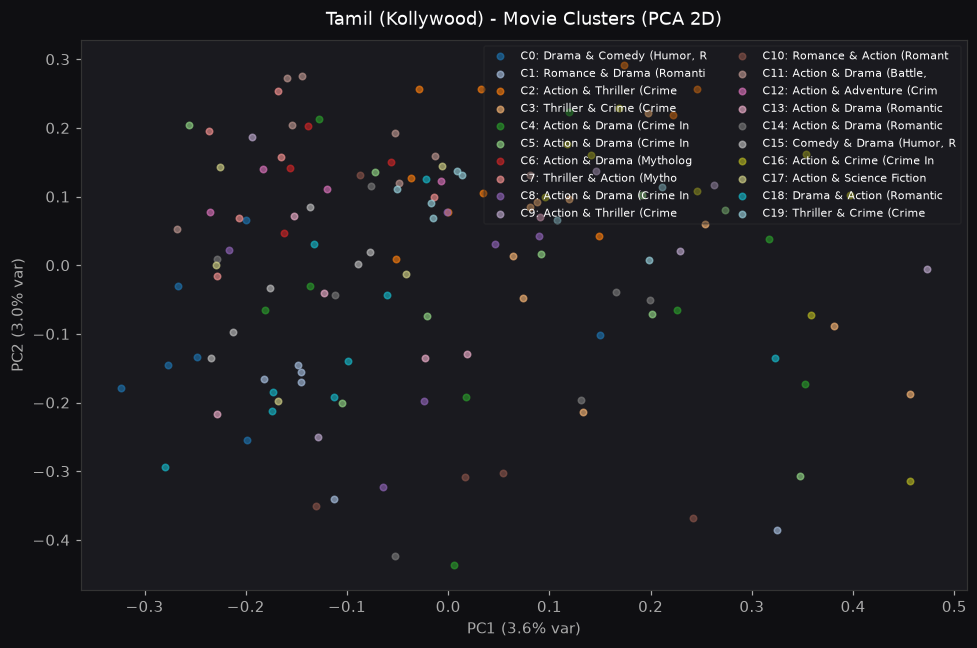 Tamil (Kollywood) - Movie Clusters (PCA 2D)
C0: Drama & Comedy (Humor, R
C1: Romance & Drama (Romanti
C2: Action & Thriller (Crime
C3: Thriller & Crime (Crime
C4: Action & Drama (Crime In
C5: Action & Drama (Crime In
C6: Action & Drama (Mytholog
C7: Thriller & Action (Mytho
C8: Action & Drama (Crime In
C9: Action & Thriller (Crime
C10: Romance & Action (Romant
C11: Action & Drama (Battle,
C12: Action & Adventure (Crim
C13: Action & Drama (Romantic
C14: Action & Drama (Romantic
C15: Comedy & Drama (Humor, R
C16: Action & Crime (Crime In
C17: Action & Science Fiction
C18: Drama & Action (Romantic
C19: Thriller & Crime (Crime
PC2 (3.0% var)
0.3
0.2
0.1
0.0
−0.1
−0.2
−0.3
−0.4
−0.3
−0.2
−0.1
0.0
0.1
0.2
0.3
0.4
0.5
PC1 (3.6% var)